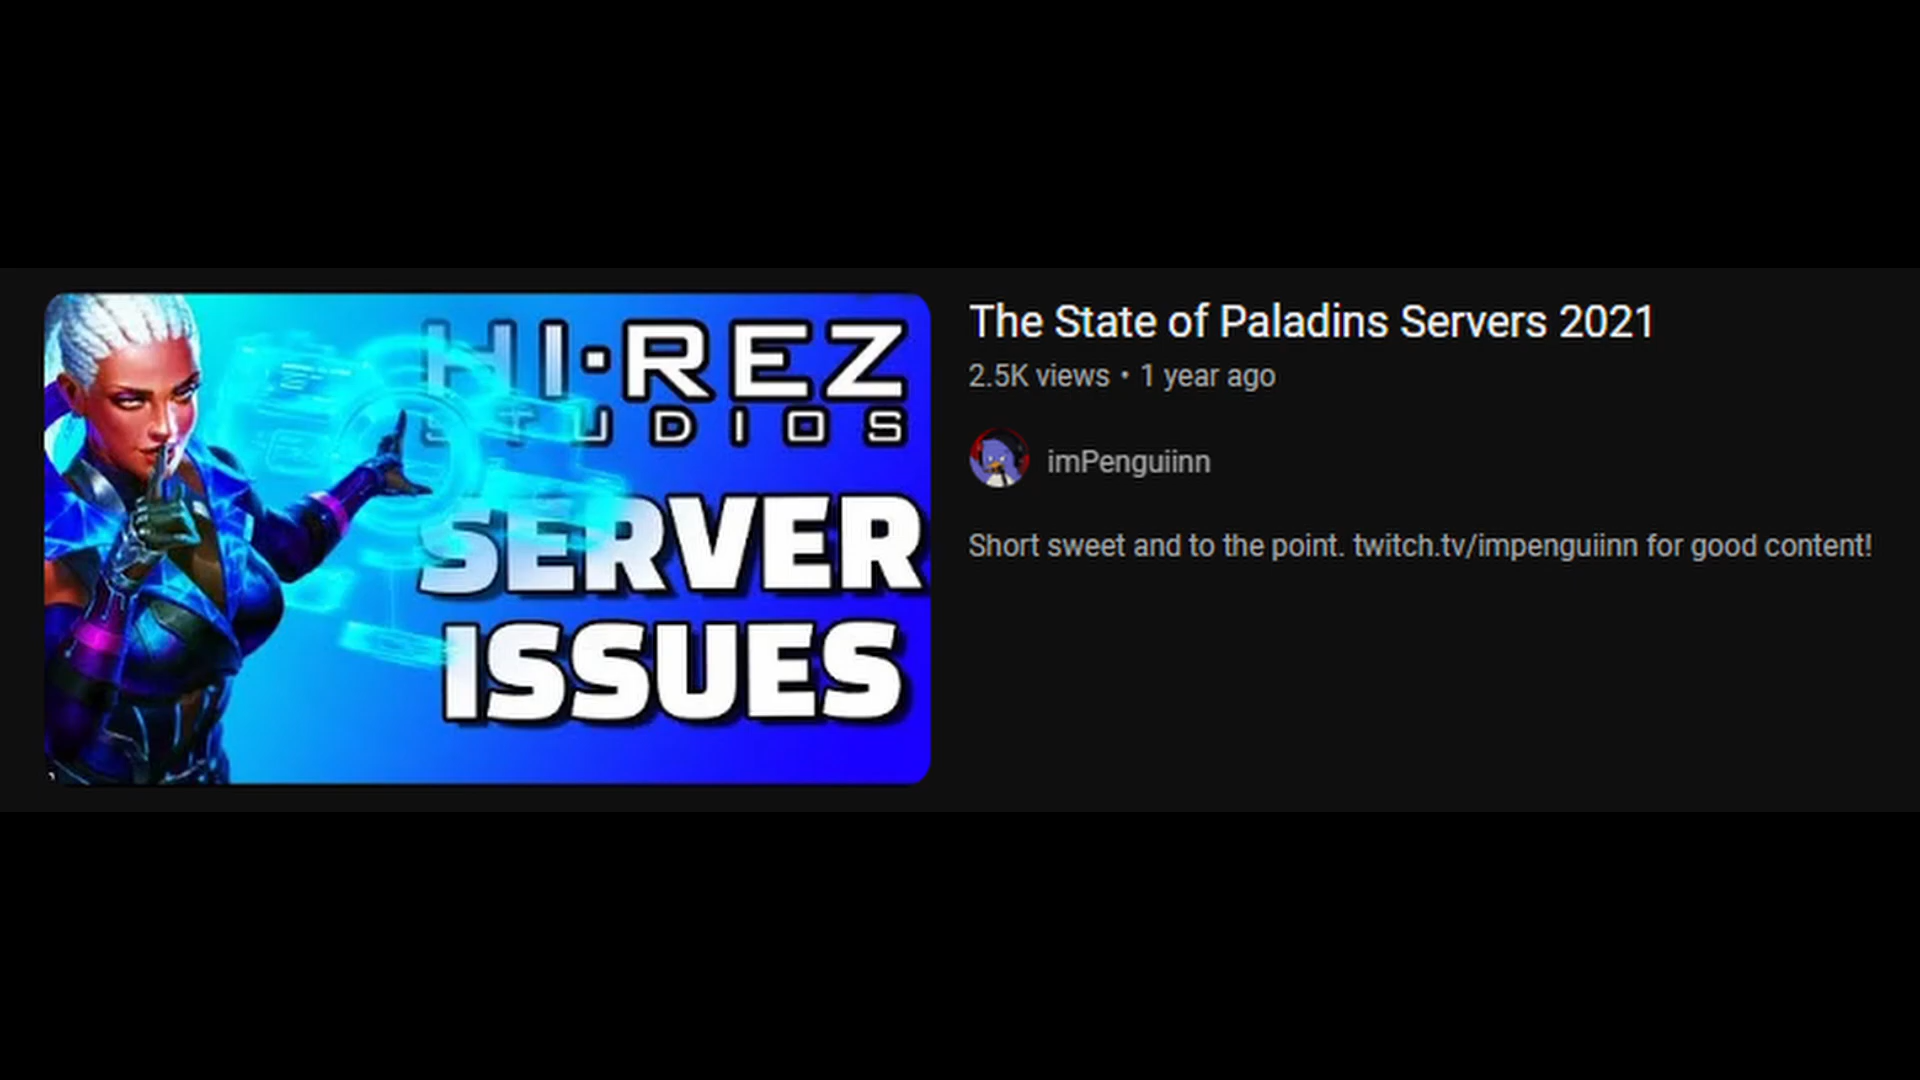 HI·REZ
STUDIOS
SERVER
ISSUES
The State of Paladins Servers 2021
2.5K views • 1 year ago
imPenguiinn
Short sweet and to the point. twitch.tv/impenguiinn for good content!